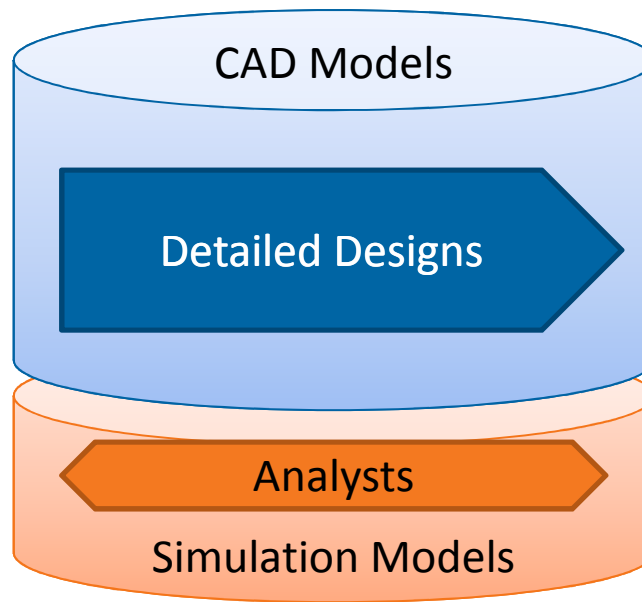 CAD Models
Detailed Designs
Analysts
Simulation Models